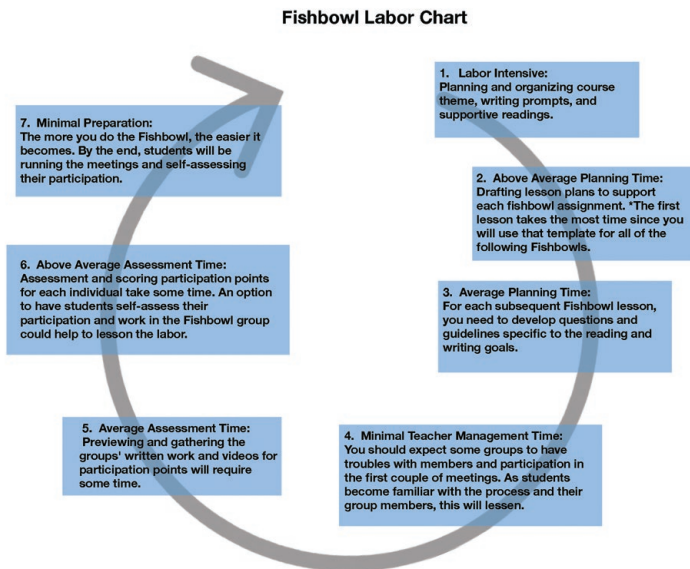 Fishbowl Labor Chart
1. Labor Intensive:
Planning and organizing course
theme, writing prompts, and
supportive readings.
2. Above Average Planning Time:
Drafting lesson plans to support
each fishbowl assignment. *The first
lesson takes the most time since you
will use that template for all of the
following Fishbowls.
3. Average Planning Time:
For each subsequent Fishbowl lesson,
you need to develop questions and
guidelines specific to the reading and
writing goals.
4. Minimal Teacher Management Time:
You should expect some groups to have
troubles with members and participation in
the first couple of meetings. As students
become familiar with the process and their
group members, this will lessen.
5. Average Assessment Time:
Previewing and gathering the
groups' written work and videos for
participation points will require
some time.
6. Above Average Assessment Time:
Assessment and scoring participation points
for each individual take some time. An option
to have students self-assess their
participation and work in the Fishbowl group
could help to lesson the labor.
7. Minimal Preparation:
The more you do the Fishbowl, the easier it
becomes. By the end, students will be
running the meetings and self-assessing
their participation.